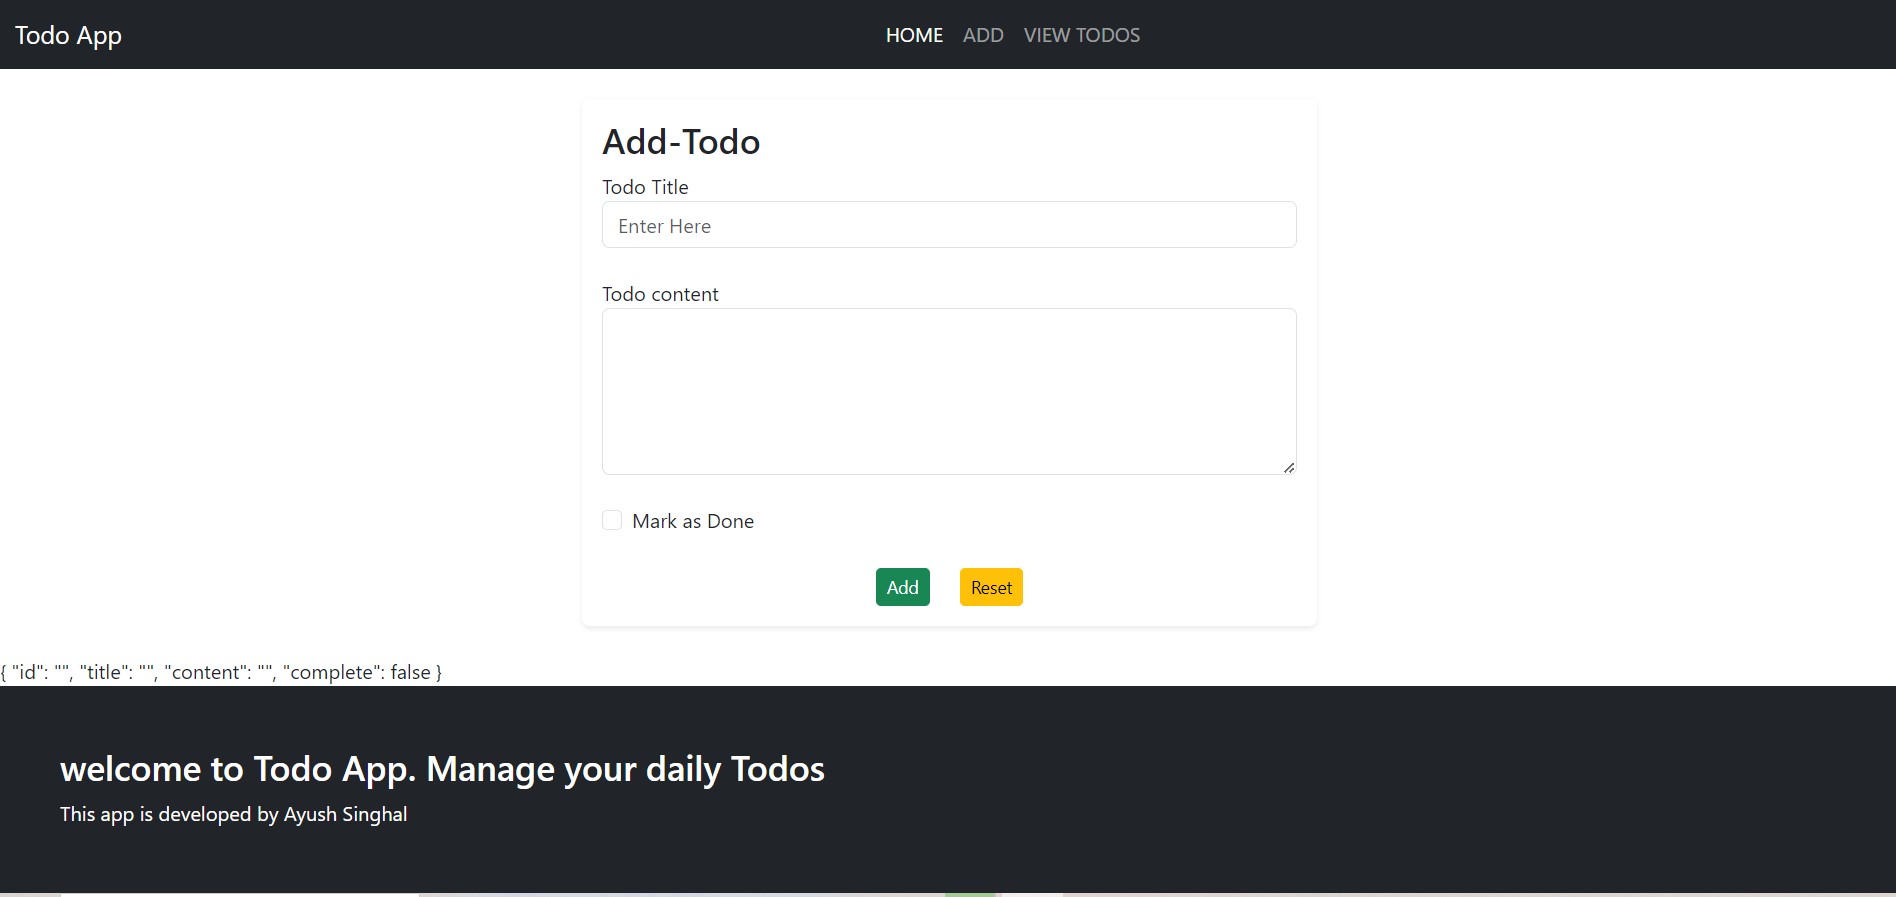 Todo App HOME ADD VIEW TODOS
Add-Todo
Todo Title
Enter Here
Todo content
Mark as Done
Add Reset
{ "id": "", "title": "", "content": "", "complete": false }
welcome to Todo App. Manage your daily Todos
This app is developed by Ayush Singhal